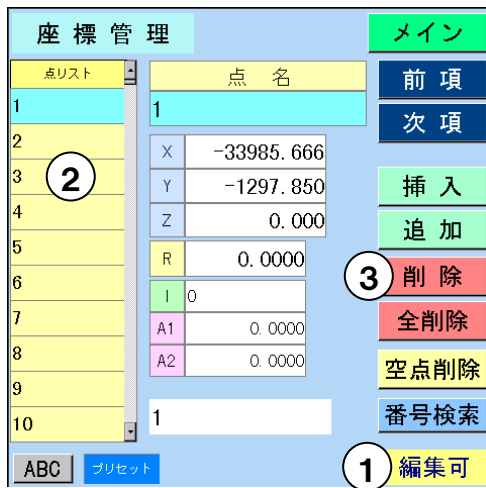 座標管理
メイン
点リスト
1
2
3
4
5
6
7
8
9
10
②
点名
1
X -33985.666
Y -1297.850
Z 0.000
R 0.0000
I 0
A1 0.0000
A2 0.0000
1
前項
次項
挿入
追加
③ 削除
全削除
空点削除
番号検索
① 編集可
ABC
プリセット